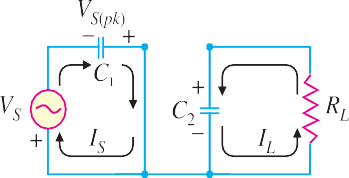 V_S(pk)
− +
C_1
V_S
+
I_S
+
C_2
−
I_L
R_L